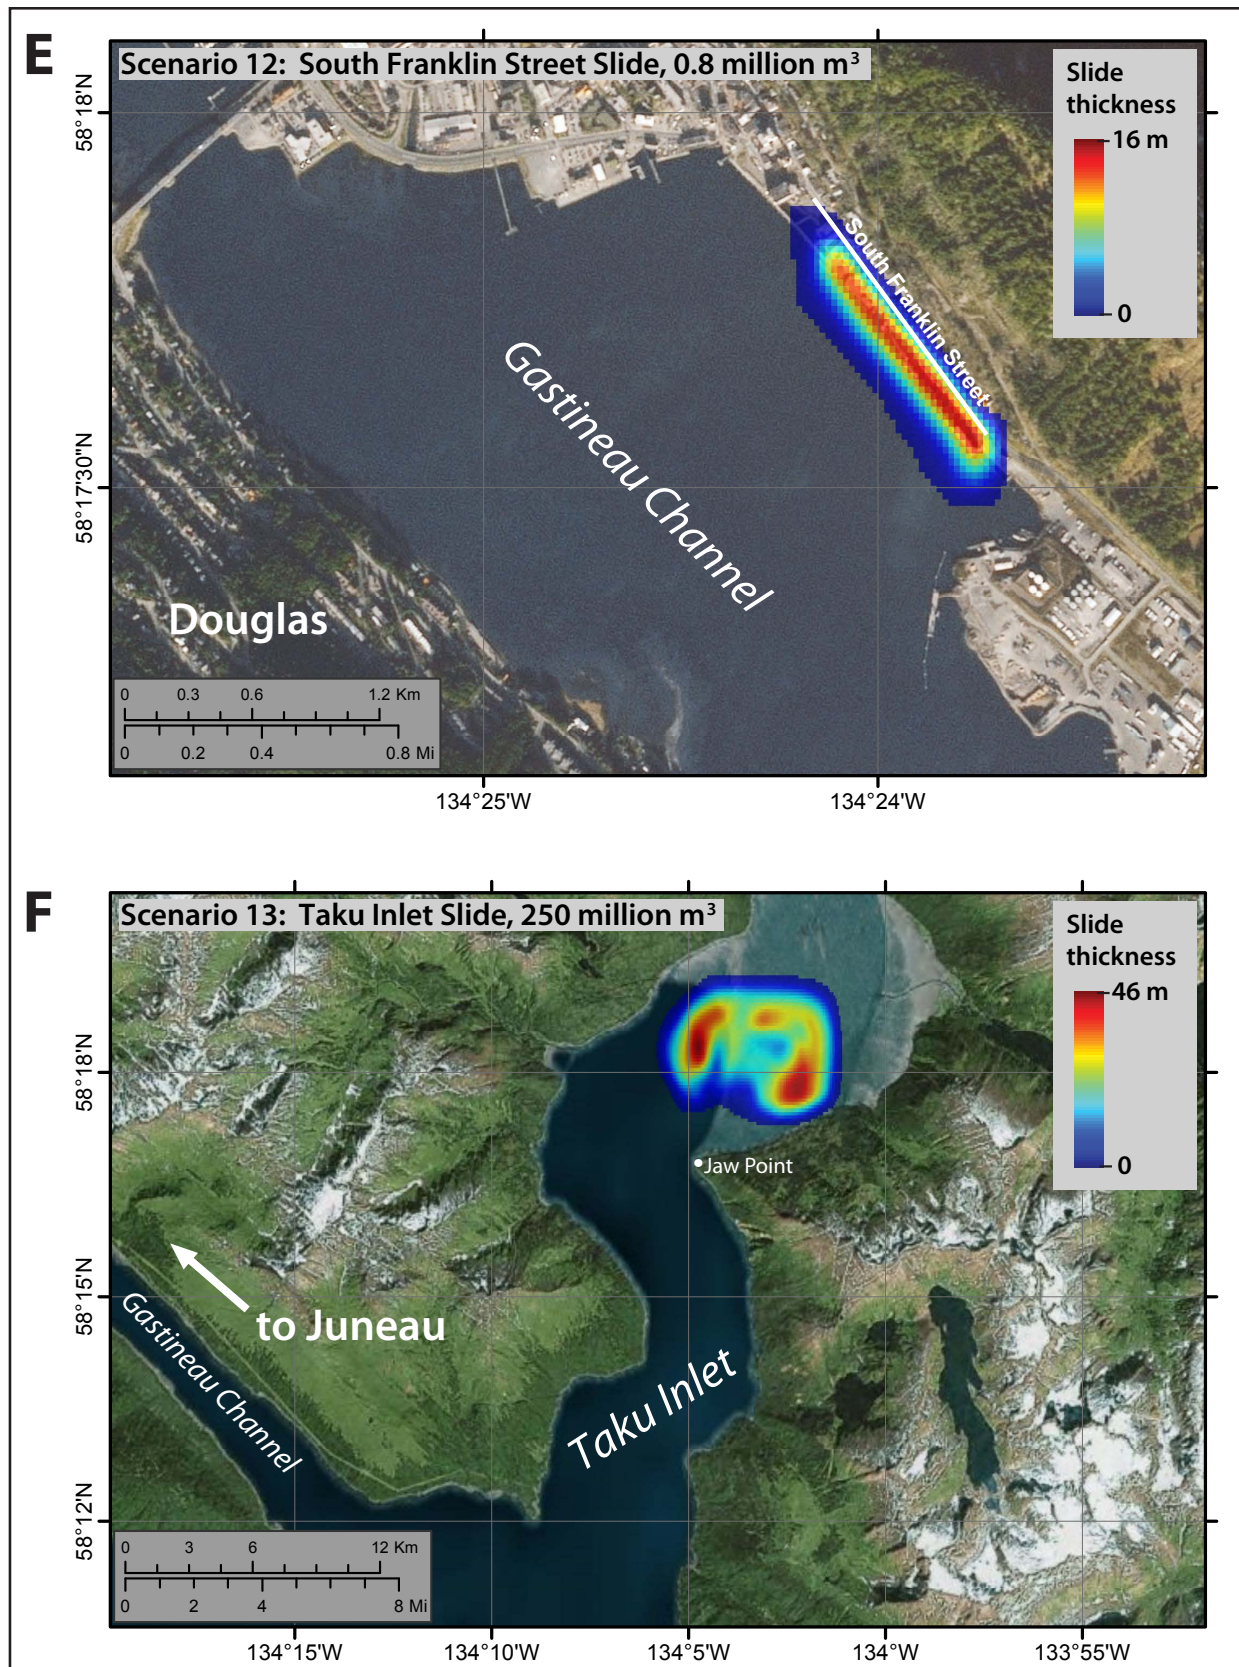 E
Scenario 12: South Franklin Street Slide, 0.8 million m³
Slide
thickness
16 m
0
58°18'N
58°17'30"N
South Franklin Street
Gastineau Channel
Douglas
0 0.3 0.6 1.2 Km
0 0.2 0.4 0.8 Mi
134°25'W 134°24'W
F
Scenario 13: Taku Inlet Slide, 250 million m³
Slide
thickness
46 m
0
58°18'N
Jaw Point
58°15'N
to Juneau
Gastineau Channel
Taku Inlet
58°12'N
0 3 6 12 Km
0 2 4 8 Mi
134°15'W 134°10'W 134°5'W 134°0'W 133°55'W